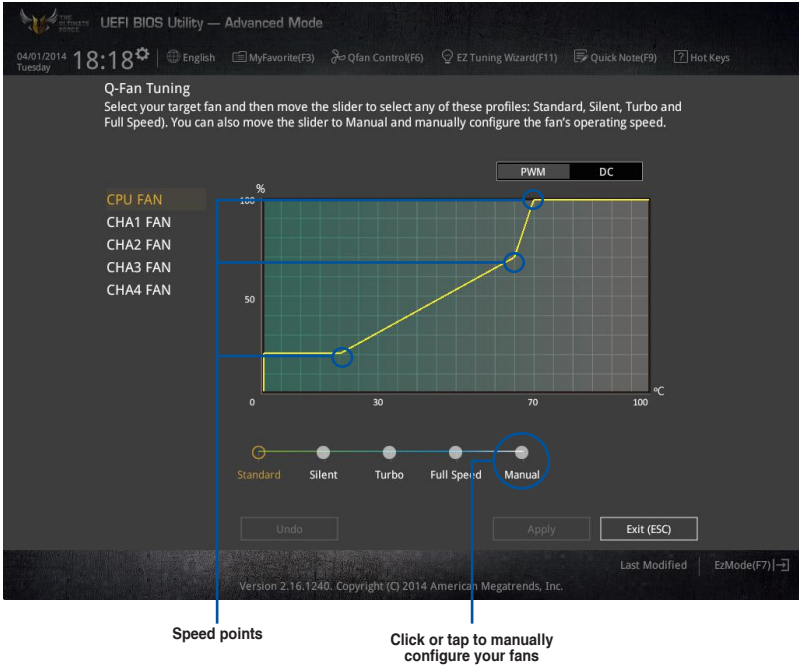 THE ULTIMATE FORCE UEFI BIOS Utility — Advanced Mode
04/01/2014 Tuesday 18:18 English MyFavorite(F3) Qfan Control(F6) EZ Tuning Wizard(F11) Quick Note(F9) ? Hot Keys
Q-Fan Tuning
Select your target fan and then move the slider to select any of these profiles: Standard, Silent, Turbo and
Full Speed). You can also move the slider to Manual and manually configure the fan's operating speed.
PWM DC
CPU FAN
CHA1 FAN
CHA2 FAN
CHA3 FAN
CHA4 FAN
%
100
50
0 30 70 100
ºC
Standard Silent Turbo Full Speed Manual
Undo Apply Exit (ESC)
Last Modified EzMode(F7)
Version 2.16.1240. Copyright (C) 2014 American Megatrends, Inc.
Speed points
Click or tap to manually
configure your fans